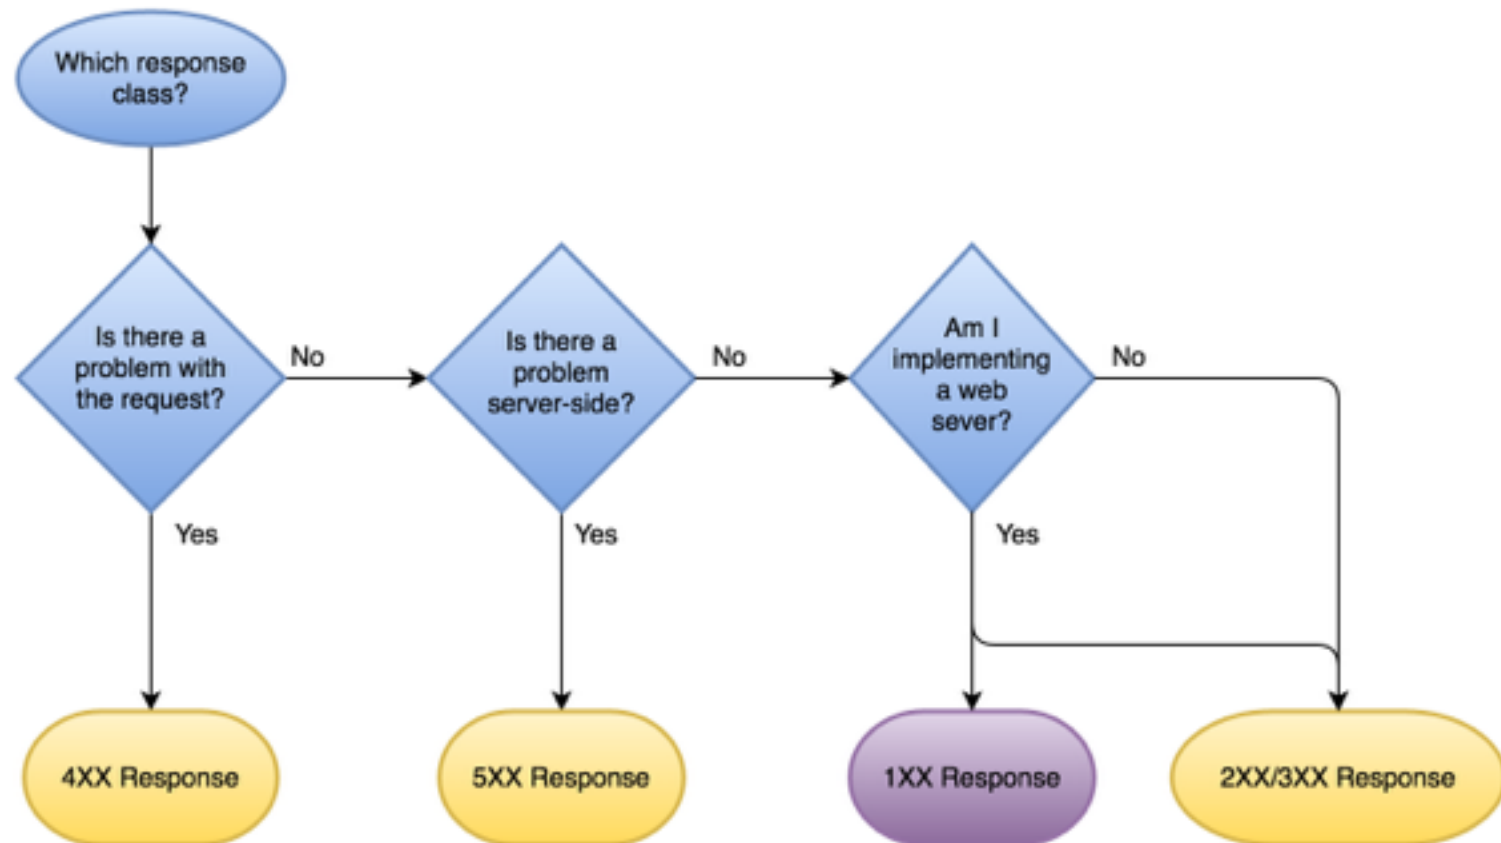 Which response
class?
Is there a
problem with
the request?
No
Is there a
problem
server-side?
No
Am I
implementing
a web
sever?
No
Yes
Yes
Yes
4XX Response
5XX Response
1XX Response
2XX/3XX Response